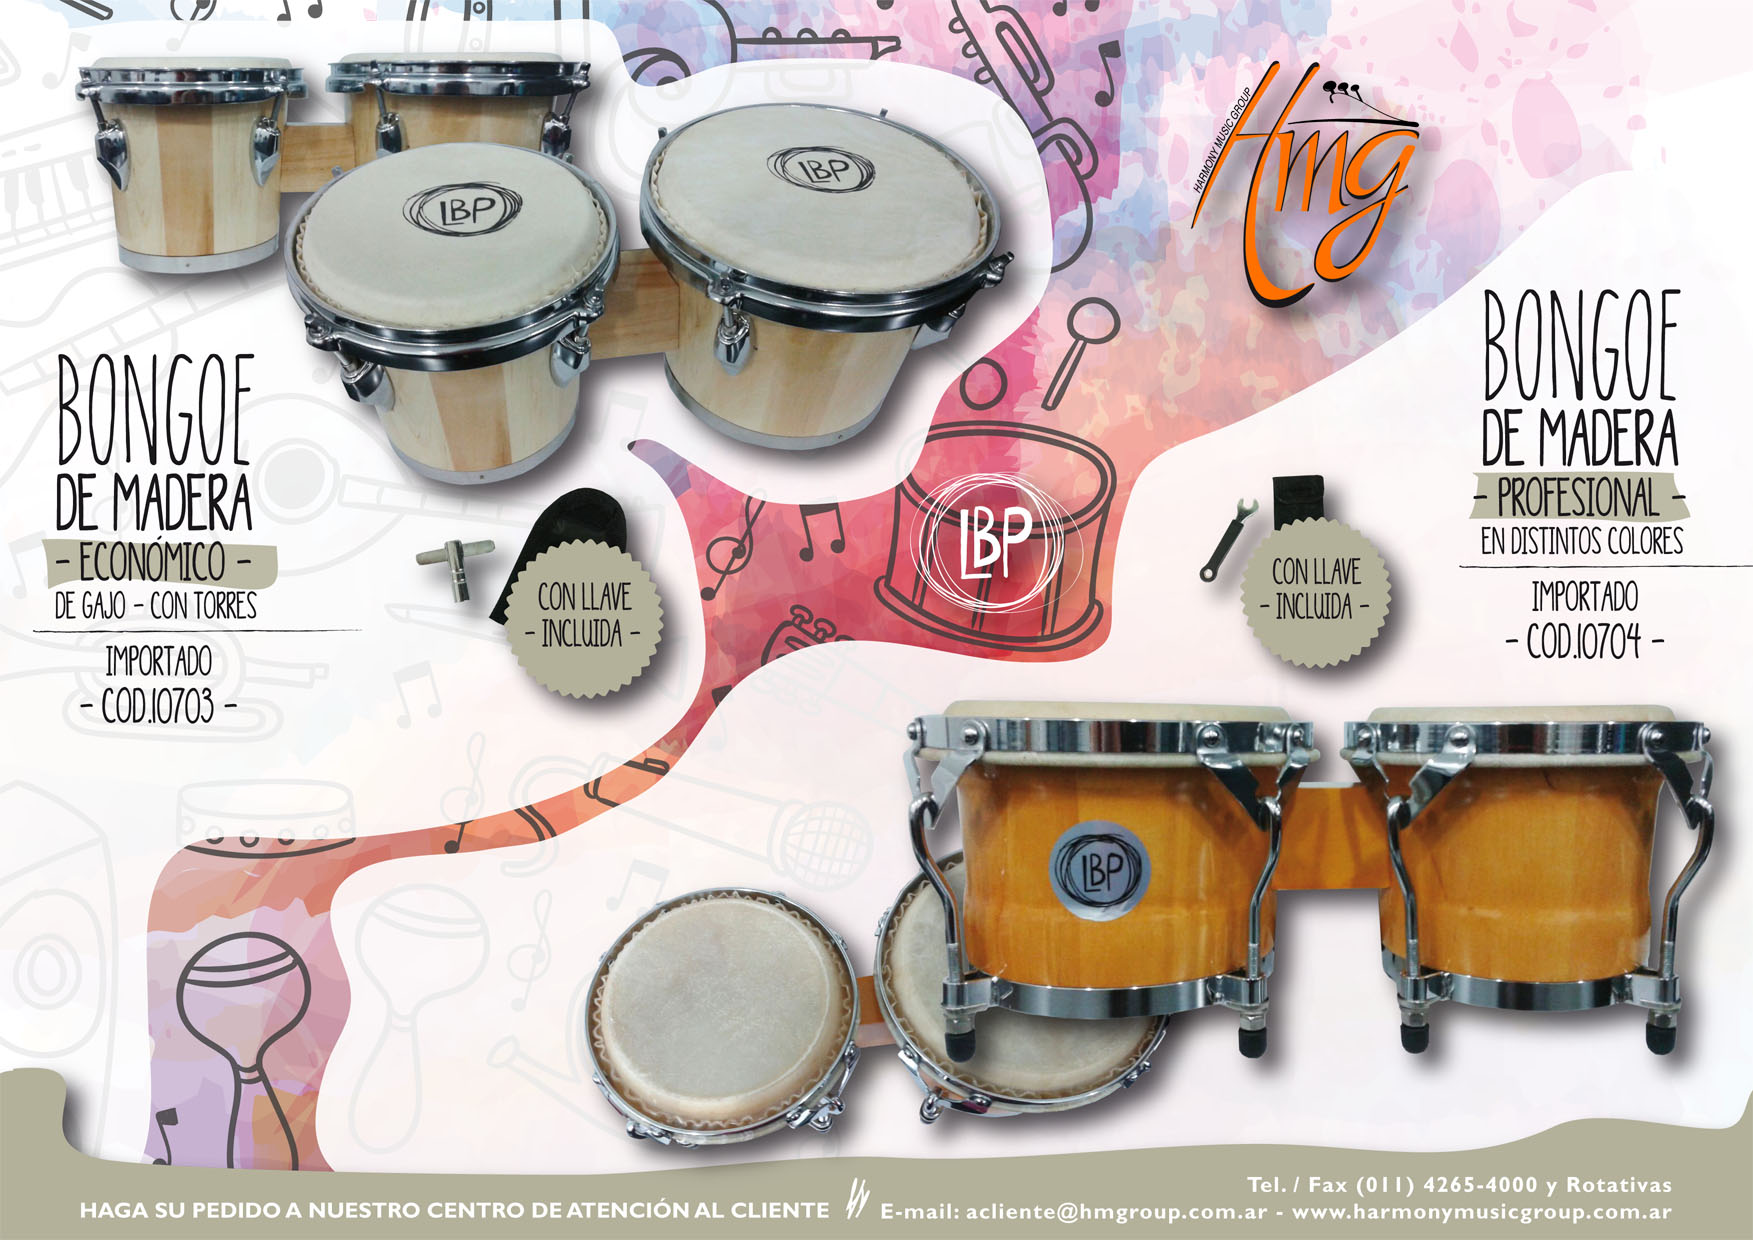 HARMONY MUSIC GROUP
Hmg
LBP
LBP
BONGOE
DE MADERA
- ECONÓMICO -
DE GAJO - CON TORRES
IMPORTADO
- COD.10703 -
CON LLAVE
- INCLUIDA -
LBP
CON LLAVE
- INCLUIDA -
BONGOE
DE MADERA
- PROFESIONAL -
EN DISTINTOS COLORES
IMPORTADO
- COD.10704 -
LBP
HAGA SU PEDIDO A NUESTRO CENTRO DE ATENCIÓN AL CLIENTE
Tel. / Fax (011) 4265-4000 y Rotativas
E-mail: acliente@hmgroup.com.ar - www.harmonymusicgroup.com.ar